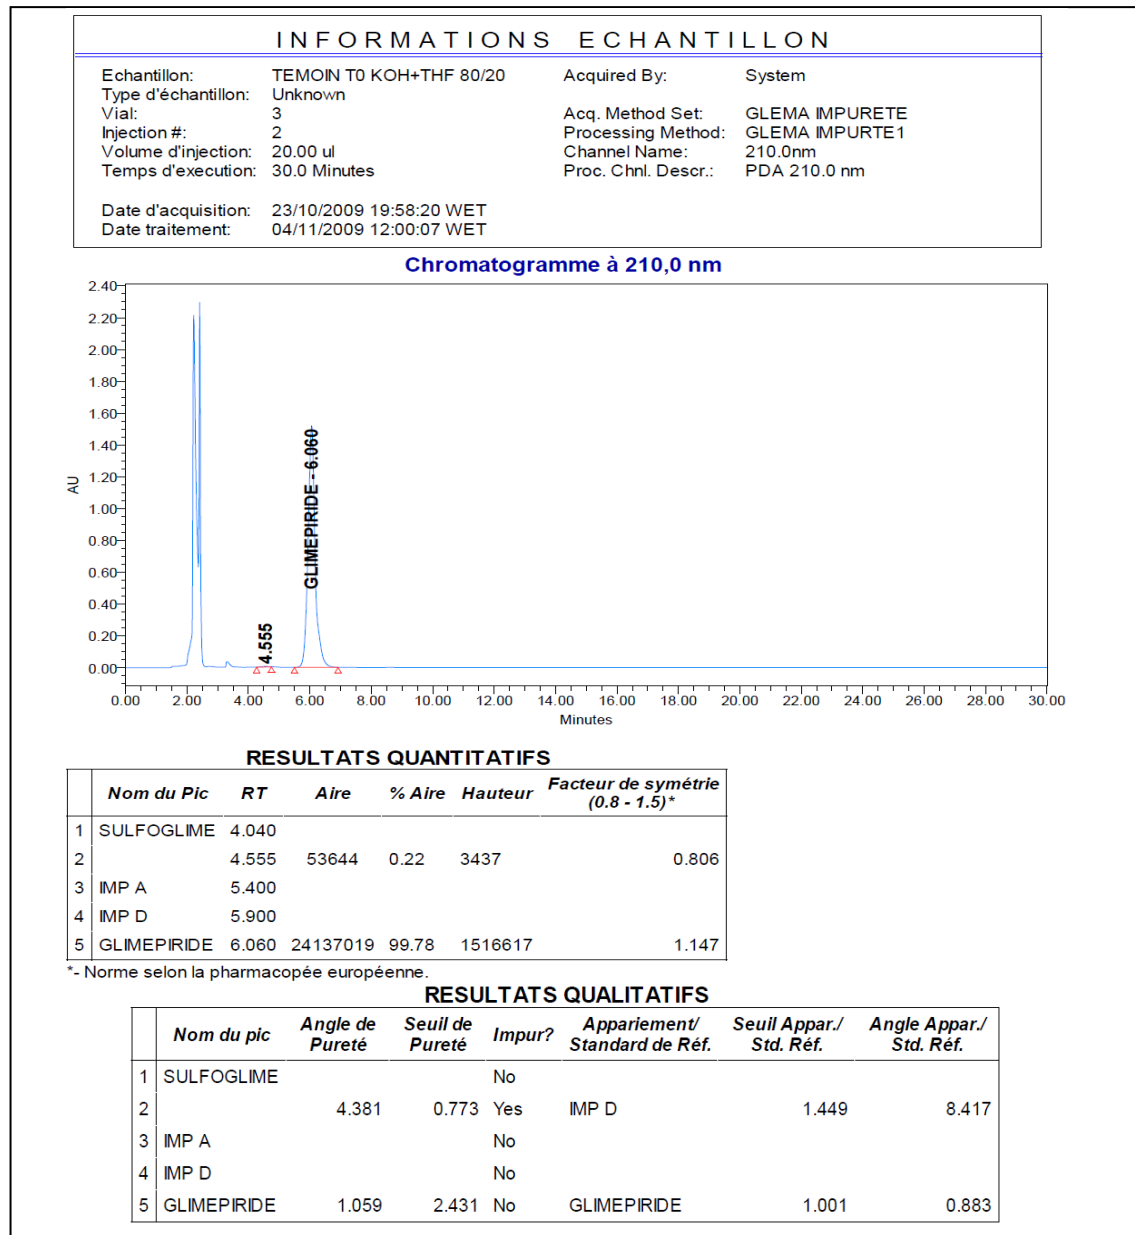 INFORMATIONS ECHANTILLON
Echantillon: TEMOIN T0 KOH+THF 80/20 Acquired By: System
Type d'échantillon: Unknown
Vial: 3 Acq. Method Set: GLEMA IMPURETE
Injection #: 2 Processing Method: GLEMA IMPURTE1
Volume d'injection: 20.00 ul Channel Name: 210.0nm
Temps d'execution: 30.0 Minutes Proc. Chnl. Descr.: PDA 210.0 nm
Date d'acquisition: 23/10/2009 19:58:20 WET
Date traitement: 04/11/2009 12:00:07 WET
Chromatogramme à 210,0 nm
2.40
2.20
2.00
1.80
1.60
1.40
1.20
1.00
0.80
0.60
0.40
0.20
0.00
AU
4.555
GLIMEPIRIDE - 6.060
0.00 2.00 4.00 6.00 8.00 10.00 12.00 14.00 16.00 18.00 20.00 22.00 24.00 26.00 28.00 30.00
Minutes
RESULTATS QUANTITATIFS
Nom du Pic RT Aire % Aire Hauteur Facteur de symétrie (0.8 - 1.5)*
1 SULFOGLIME 4.040
2 4.555 53644 0.22 3437 0.806
3 IMP A 5.400
4 IMP D 5.900
5 GLIMEPIRIDE 6.060 24137019 99.78 1516617 1.147
*- Norme selon la pharmacopée européenne.
RESULTATS QUALITATIFS
Nom du pic Angle de Pureté Seuil de Pureté Impur? Appariement/ Standard de Réf. Seuil Appar./ Std. Réf. Angle Appar./ Std. Réf.
1 SULFOGLIME No
2 4.381 0.773 Yes IMP D 1.449 8.417
3 IMP A No
4 IMP D No
5 GLIMEPIRIDE 1.059 2.431 No GLIMEPIRIDE 1.001 0.883